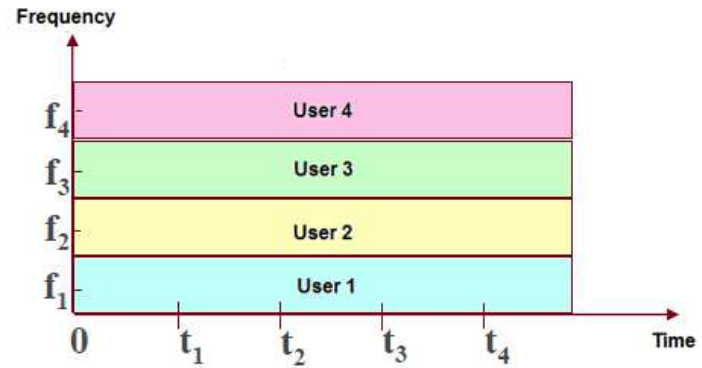 Frequency
f₄ User 4
f₃ User 3
f₂ User 2
f₁ User 1
0 t₁ t₂ t₃ t₄ Time